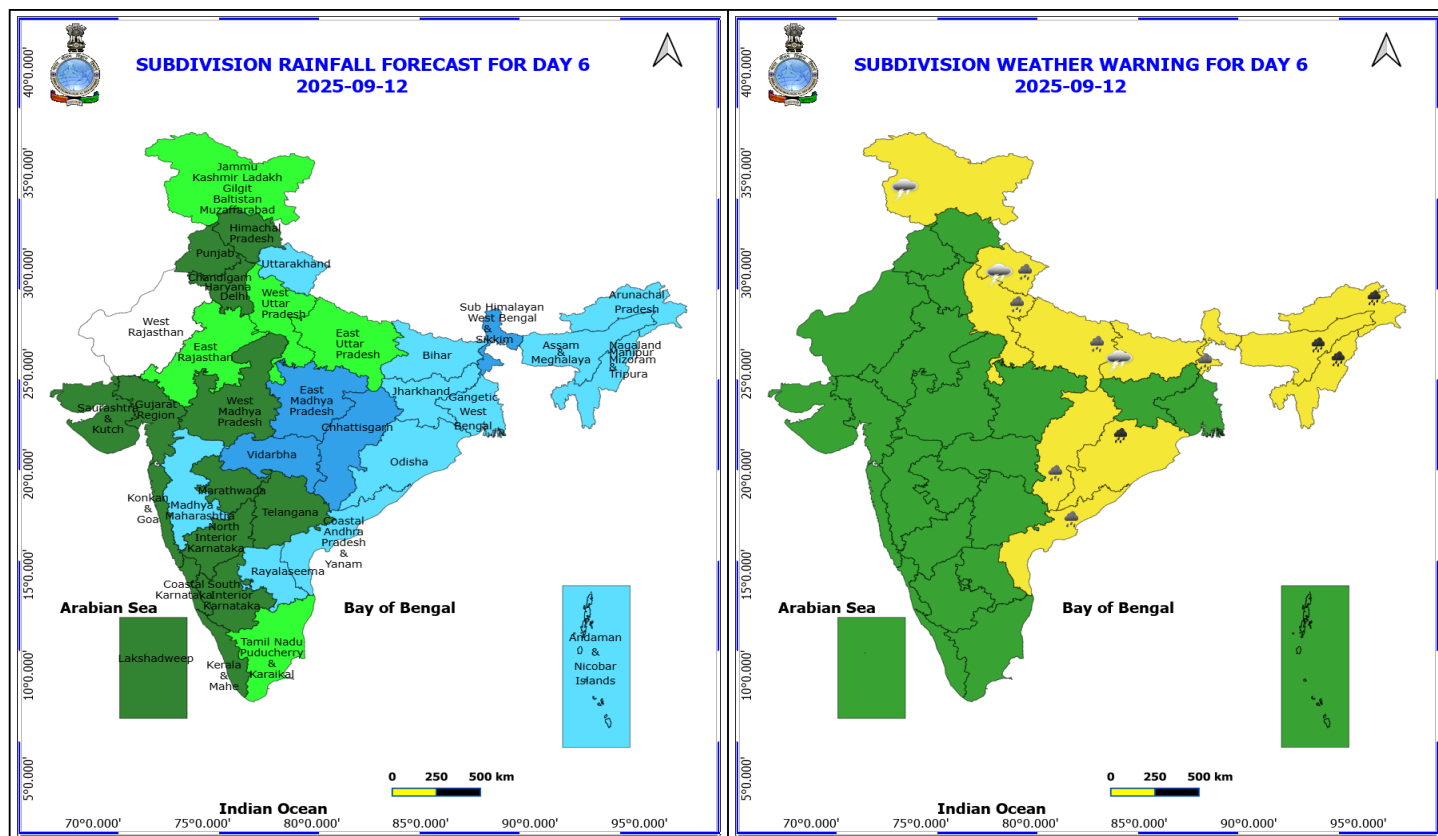 SUBDIVISION RAINFALL FORECAST FOR DAY 6
2025-09-12
40°0.000'
35°0.000'
30°0.000'
25°0.000'
20°0.000'
15°0.000'
10°0.000'
5°0.000'
Jammu
Kashmir Ladakh
Gilgit
Baltistan
Muzaffarabad
Himachal
Pradesh
Punjab
Chandigarh
Haryana
Delhi
Uttarakhand
West
Uttar
Pradesh
West
Rajasthan
East
Rajasthan
East
Uttar
Pradesh
Bihar
Sub Himalayan
West Bengal
&
Sikkim
Arunachal
Pradesh
Assam
&
Meghalaya
Nagaland
Manipur
Mizoram
&
Tripura
Jharkhand
Gangetic
West
Bengal
Saurashtra
&
Kutch
Gujarat
Region
West
Madhya
Pradesh
East
Madhya
Pradesh
Chhattisgarh
Vidarbha
Odisha
Konkan
&
Goa
Madhya
Maharashtra
Marathwada
Telangana
North
Interior
Karnataka
Coastal
Andhra
Pradesh
&
Yanam
Rayalaseema
Coastal
Karnataka
South
Interior
Karnataka
Arabian Sea
Bay of Bengal
Lakshadweep
Kerala
&
Mahe
Tamil Nadu
Puducherry
&
Karaikal
Andaman
&
Nicobar
Islands
0 250 500 km
Indian Ocean
70°0.000' 75°0.000' 80°0.000' 85°0.000' 90°0.000' 95°0.000'
SUBDIVISION WEATHER WARNING FOR DAY 6
2025-09-12
40°0.000'
35°0.000'
30°0.000'
25°0.000'
20°0.000'
15°0.000'
10°0.000'
5°0.000'
Arabian Sea
Bay of Bengal
0 250 500 km
Indian Ocean
70°0.000' 75°0.000' 80°0.000' 85°0.000' 90°0.000' 95°0.000'